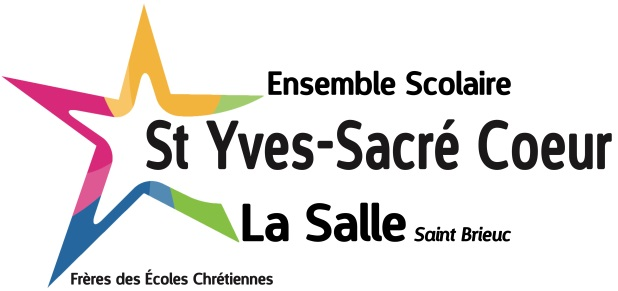 Ensemble Scolaire
St Yves-Sacré Coeur
La Salle Saint Brieuc
Frères des Écoles Chrétiennes